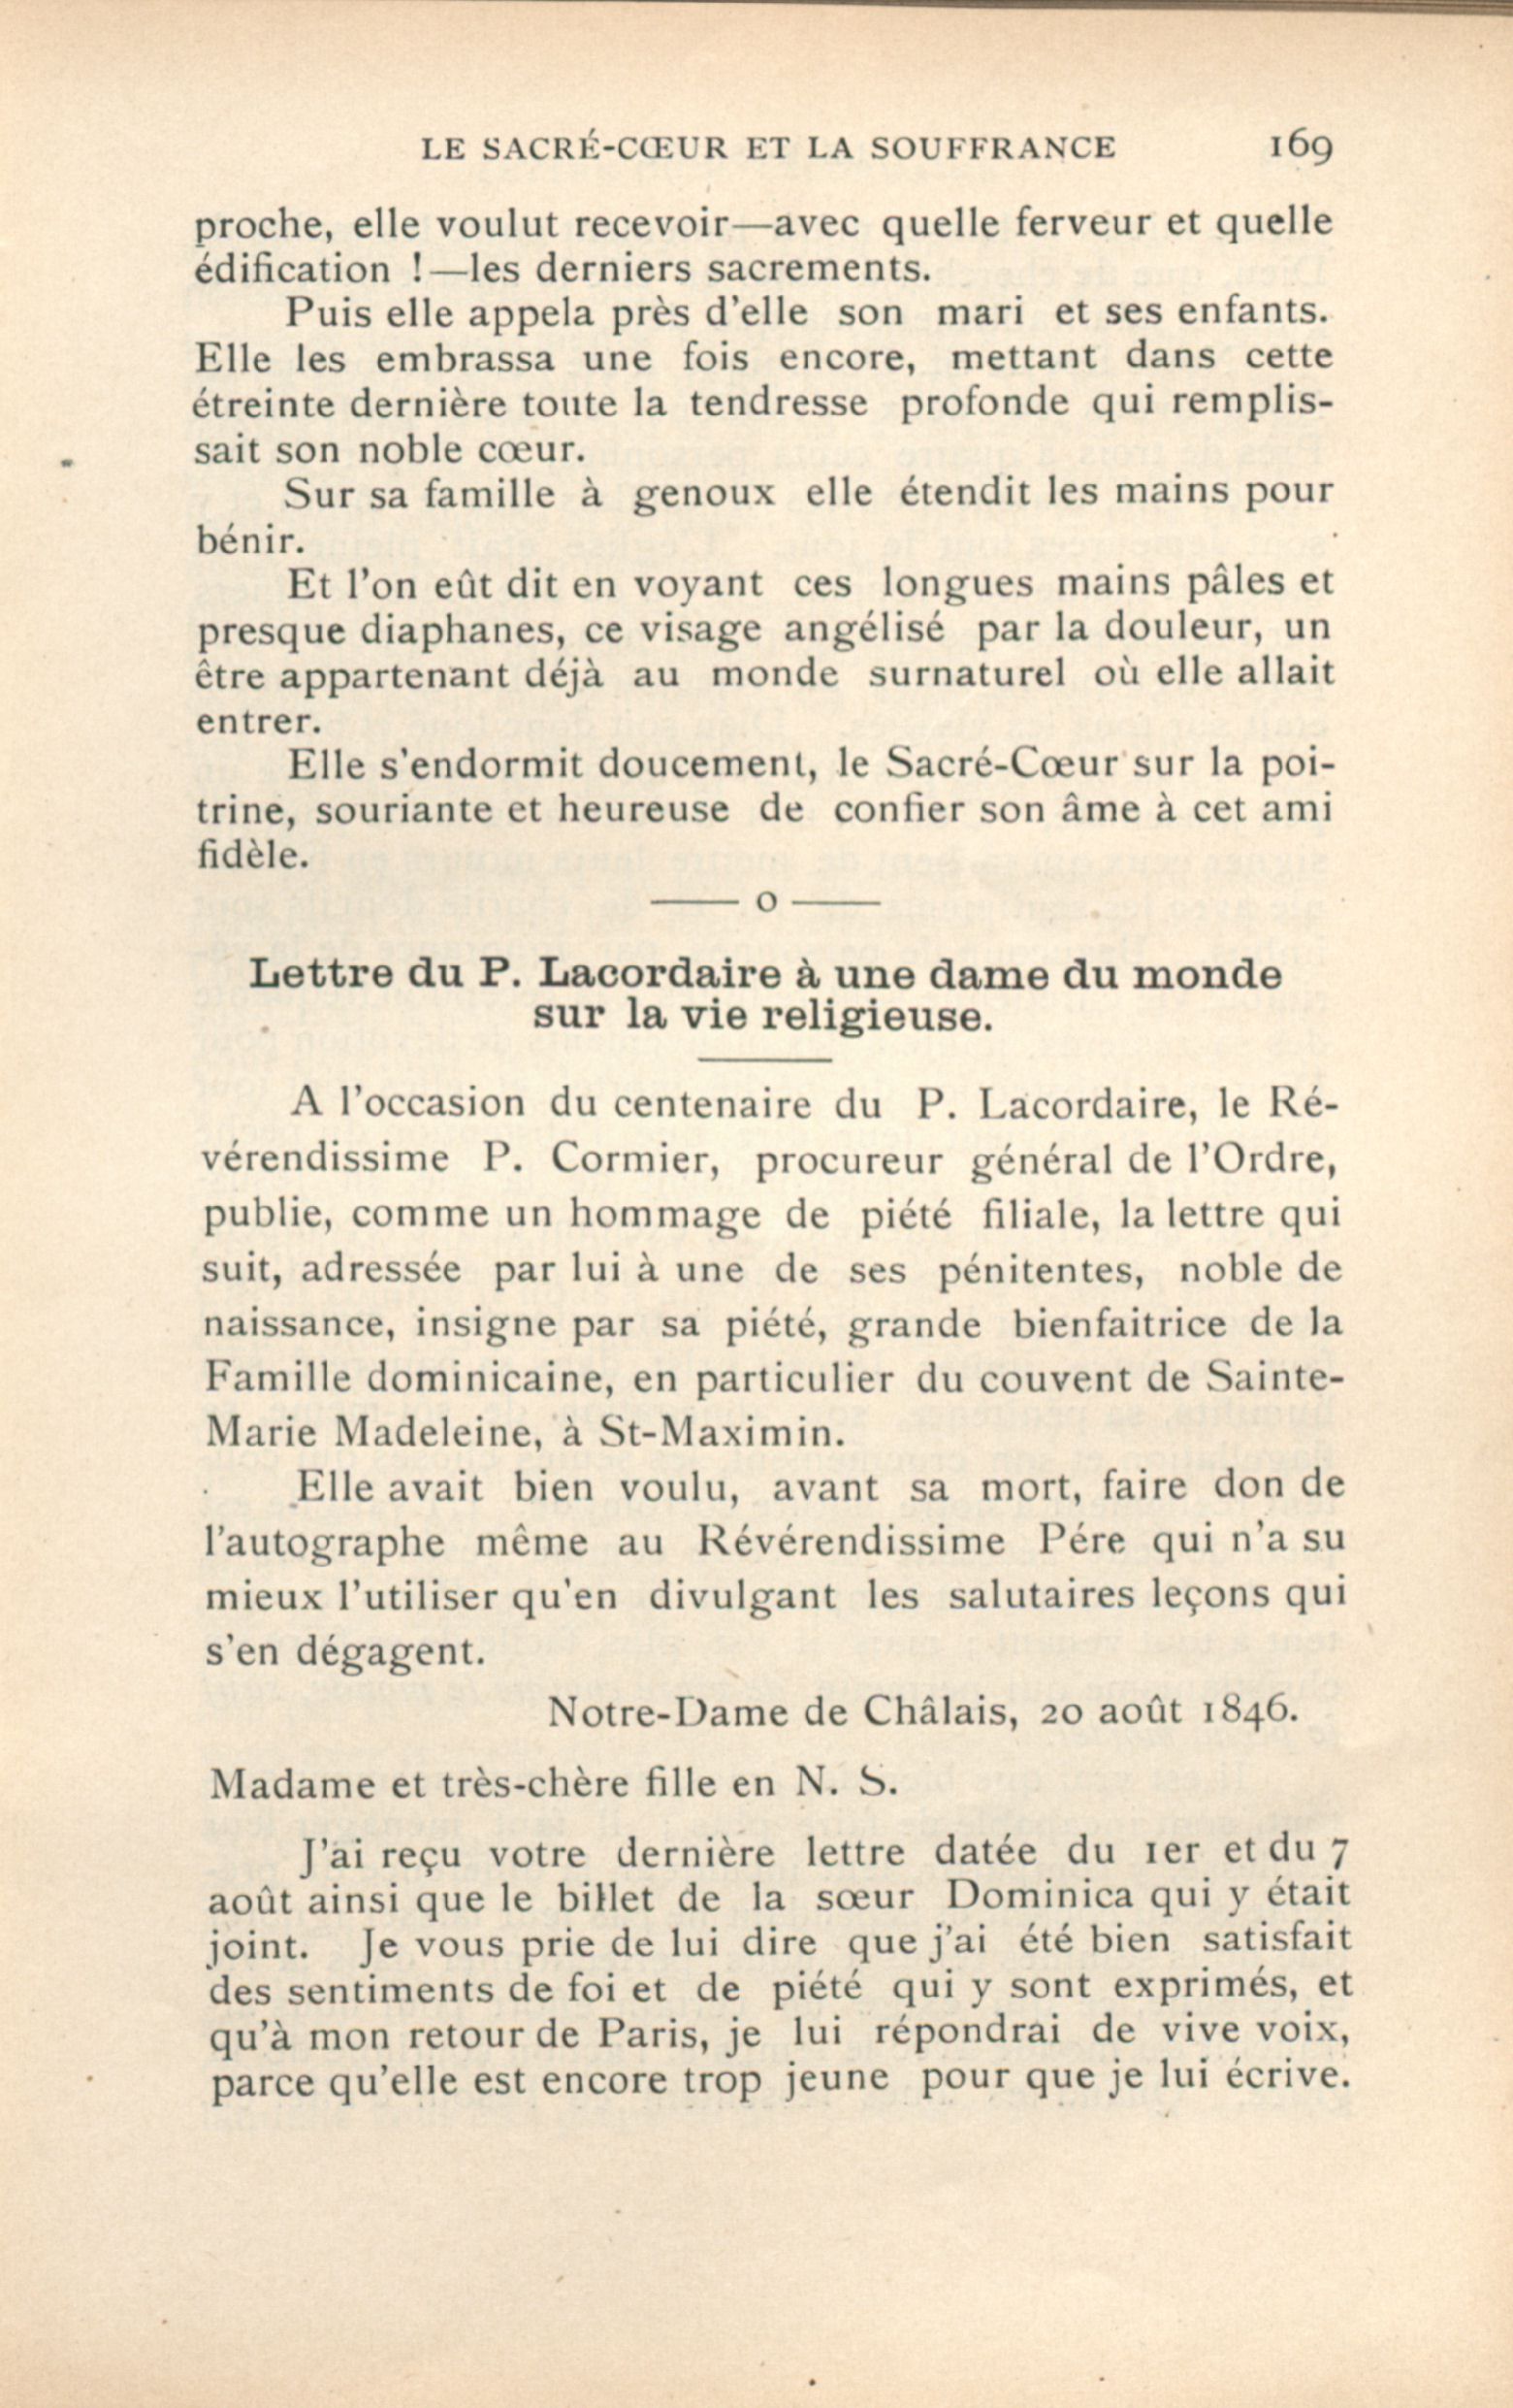 LE SACRÉ-CŒUR ET LA SOUFFRANCE 169
proche, elle voulut recevoir—avec quelle ferveur et quelle
édification !—les derniers sacrements.
Puis elle appela près d'elle son mari et ses enfants.
Elle les embrassa une fois encore, mettant dans cette
étreinte dernière toute la tendresse profonde qui remplis-
sait son noble cœur.
Sur sa famille à genoux elle étendit les mains pour
bénir.
Et l'on eût dit en voyant ces longues mains pâles et
presque diaphanes, ce visage angélisé par la douleur, un
être appartenant déjà au monde surnaturel où elle allait
entrer.
Elle s'endormit doucement, le Sacré-Cœur sur la poi-
trine, souriante et heureuse de confier son âme à cet ami
fidèle.
—— o ——
Lettre du P. Lacordaire à une dame du monde
sur la vie religieuse.
A l'occasion du centenaire du P. Lacordaire, le Ré-
vérendissime P. Cormier, procureur général de l'Ordre,
publie, comme un hommage de piété filiale, la lettre qui
suit, adressée par lui à une de ses pénitentes, noble de
naissance, insigne par sa piété, grande bienfaitrice de la
Famille dominicaine, en particulier du couvent de Sainte-
Marie Madeleine, à St-Maximin.
Elle avait bien voulu, avant sa mort, faire don de
l'autographe même au Révérendissime Pére qui n'a su
mieux l'utiliser qu'en divulgant les salutaires leçons qui
s'en dégagent.
Notre-Dame de Châlais, 20 août 1846.
Madame et très-chère fille en N. S.
J'ai reçu votre dernière lettre datée du 1er et du 7
août ainsi que le billet de la sœur Dominica qui y était
joint. Je vous prie de lui dire que j'ai été bien satisfait
des sentiments de foi et de piété qui y sont exprimés, et
qu'à mon retour de Paris, je lui répondrai de vive voix,
parce qu'elle est encore trop jeune pour que je lui écrive.